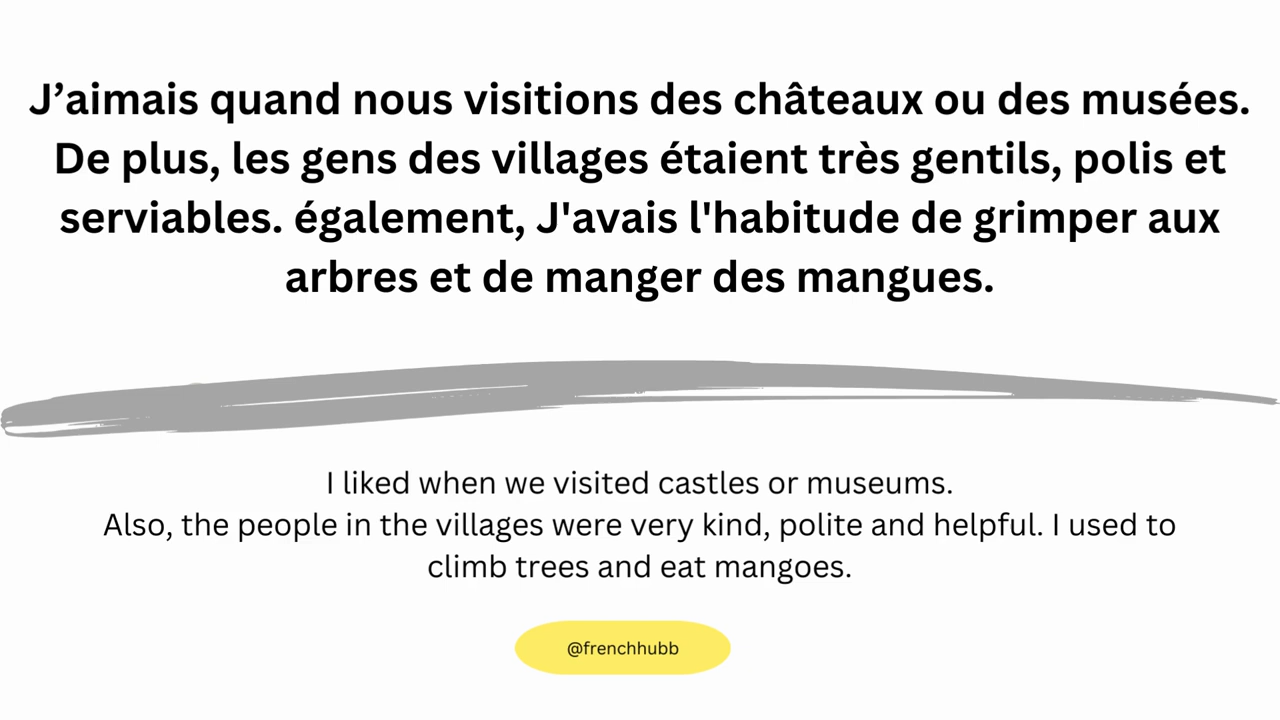 J’aimais quand nous visitions des châteaux ou des musées.
De plus, les gens des villages étaient très gentils, polis et
serviables. également, J'avais l'habitude de grimper aux
arbres et de manger des mangues.
I liked when we visited castles or museums.
Also, the people in the villages were very kind, polite and helpful. I used to
climb trees and eat mangoes.
@frenchhubb